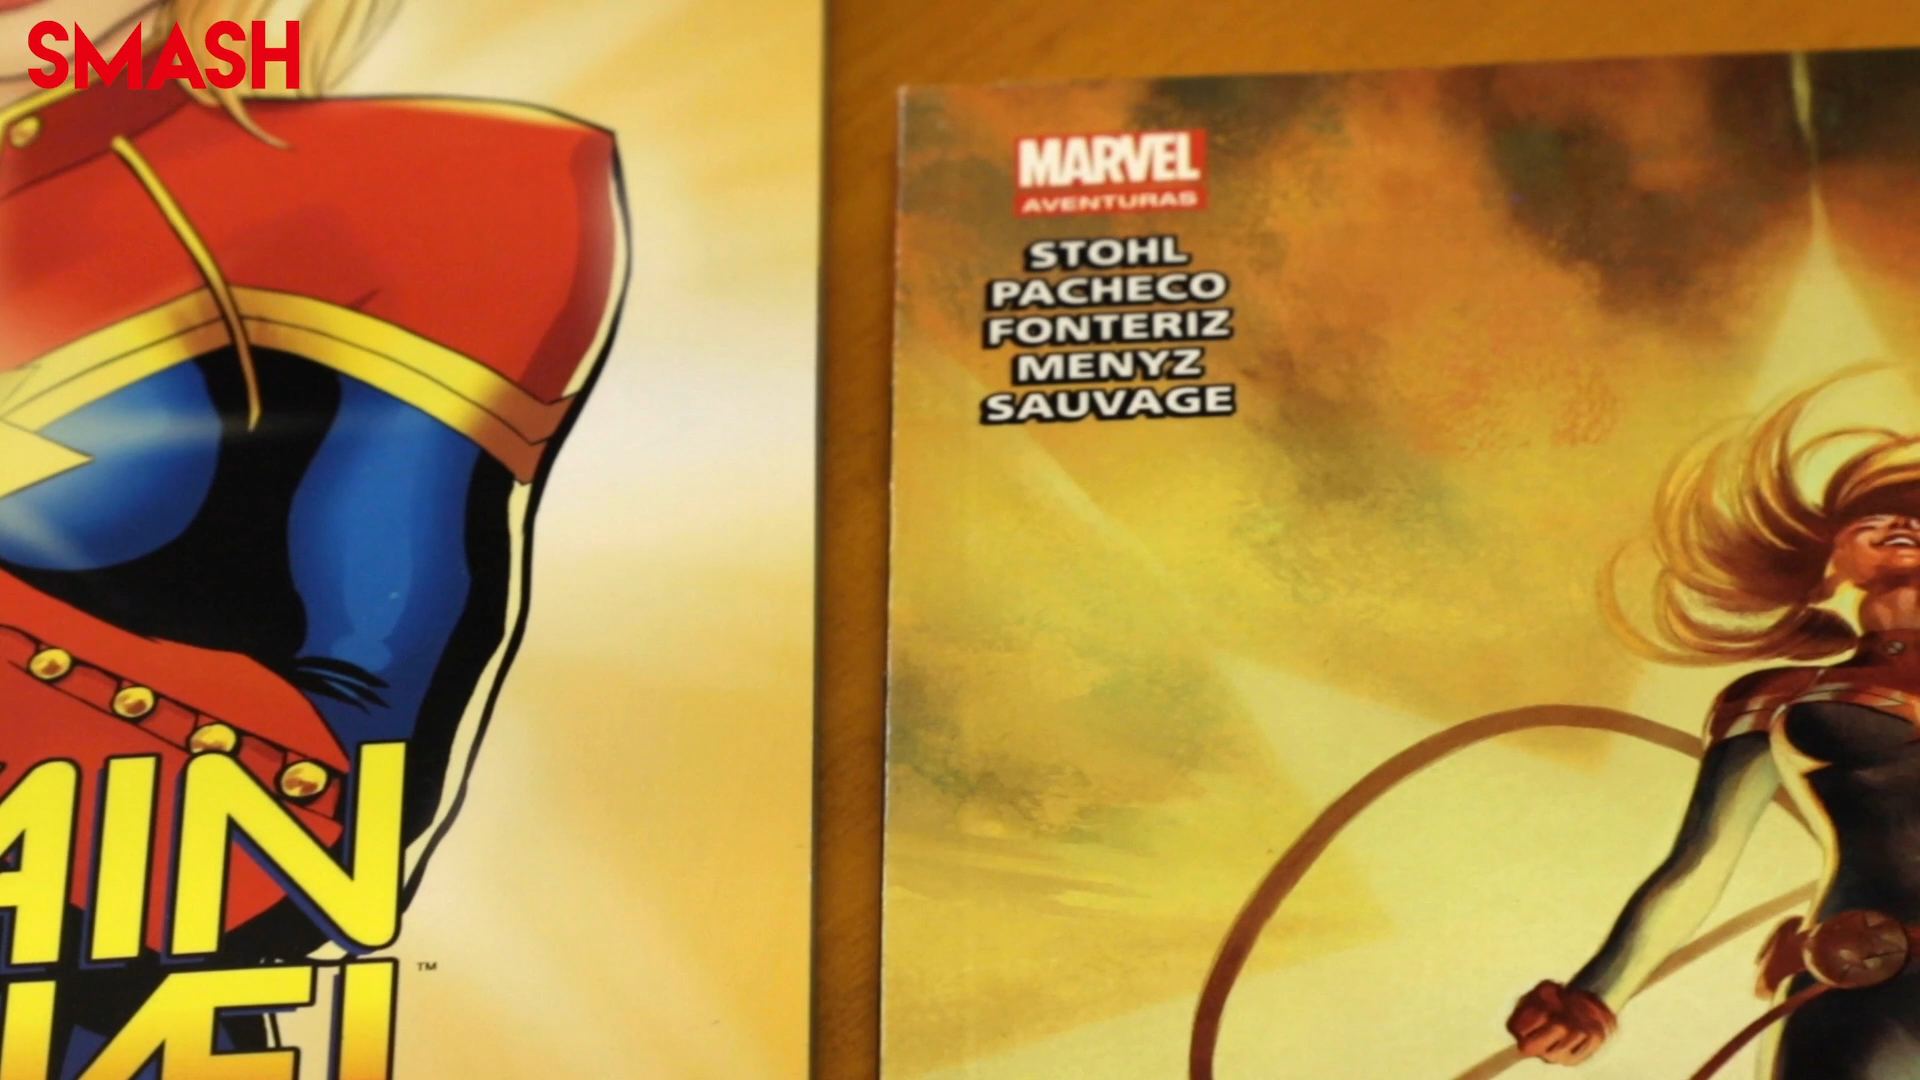 SMASH
AIN
TM
MARVEL
AVENTURAS
STOHL
PACHECO
FONTERIZ
MENYZ
SAUVAGE